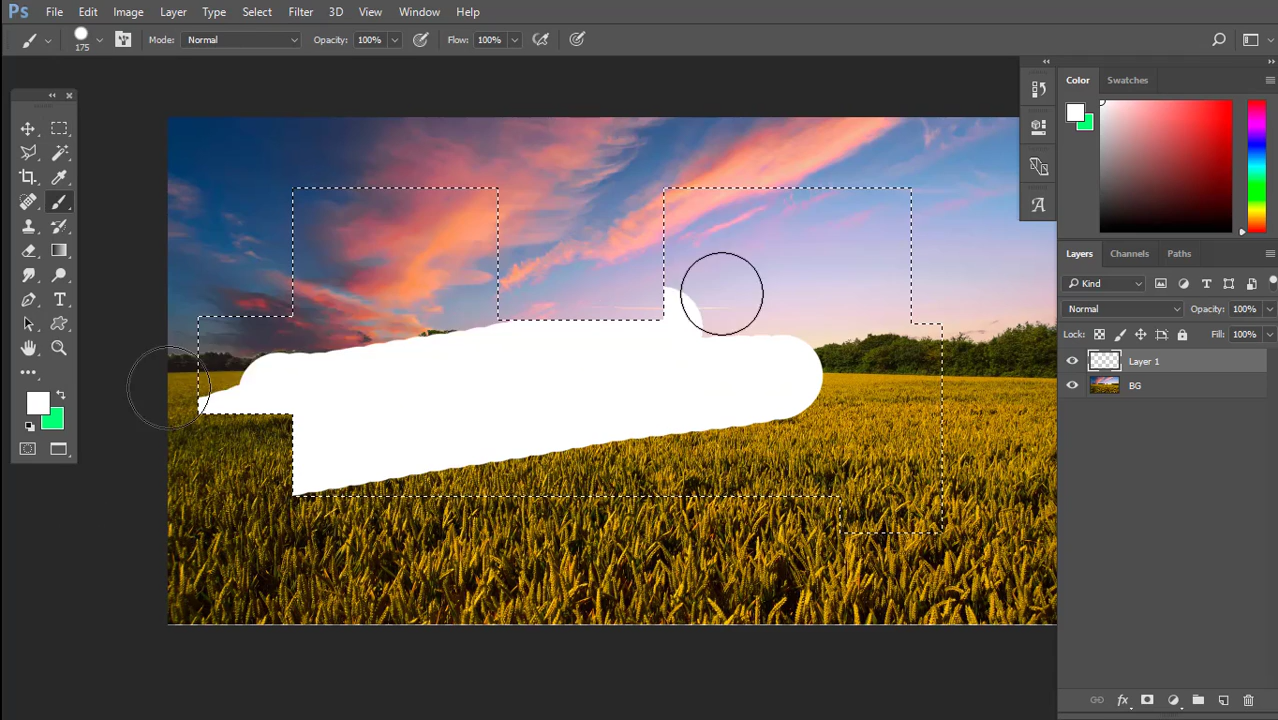 Ps File Edit Image Layer Type Select Filter 3D View Window Help
175 Mode: Normal Opacity: 100% Flow: 100%
Color Swatches
A
T
Layers Channels Paths
Kind T
Normal Opacity: 100%
Lock: Fill: 100%
Layer 1
BG
fx